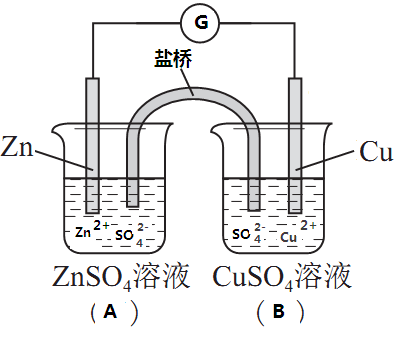 G
盐桥
Zn
Cu
Zn²⁺ SO₄²⁻
SO₄²⁻ Cu²⁺
ZnSO₄溶液 CuSO₄溶液
(A) (B)